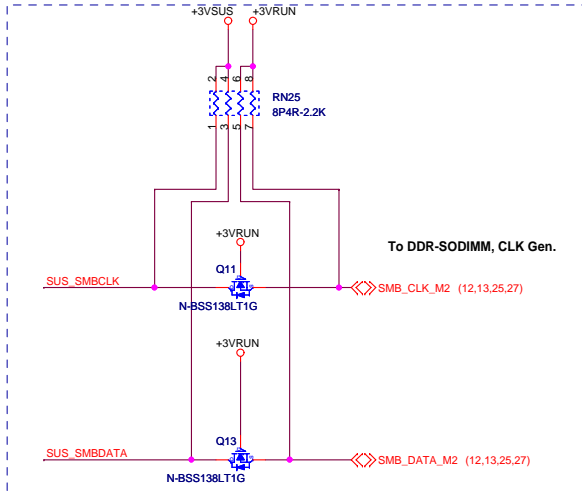 +3VSUS +3VRUN
2 4 6 8
RN25
8P4R-2.2K
1 3 5 7
+3VRUN
To DDR-SODIMM, CLK Gen.
Q11
SUS_SMBCLK
SMB_CLK_M2 (12,13,25,27)
N-BSS138LT1G
+3VRUN
Q13
SUS_SMBDATA
SMB_DATA_M2 (12,13,25,27)
N-BSS138LT1G